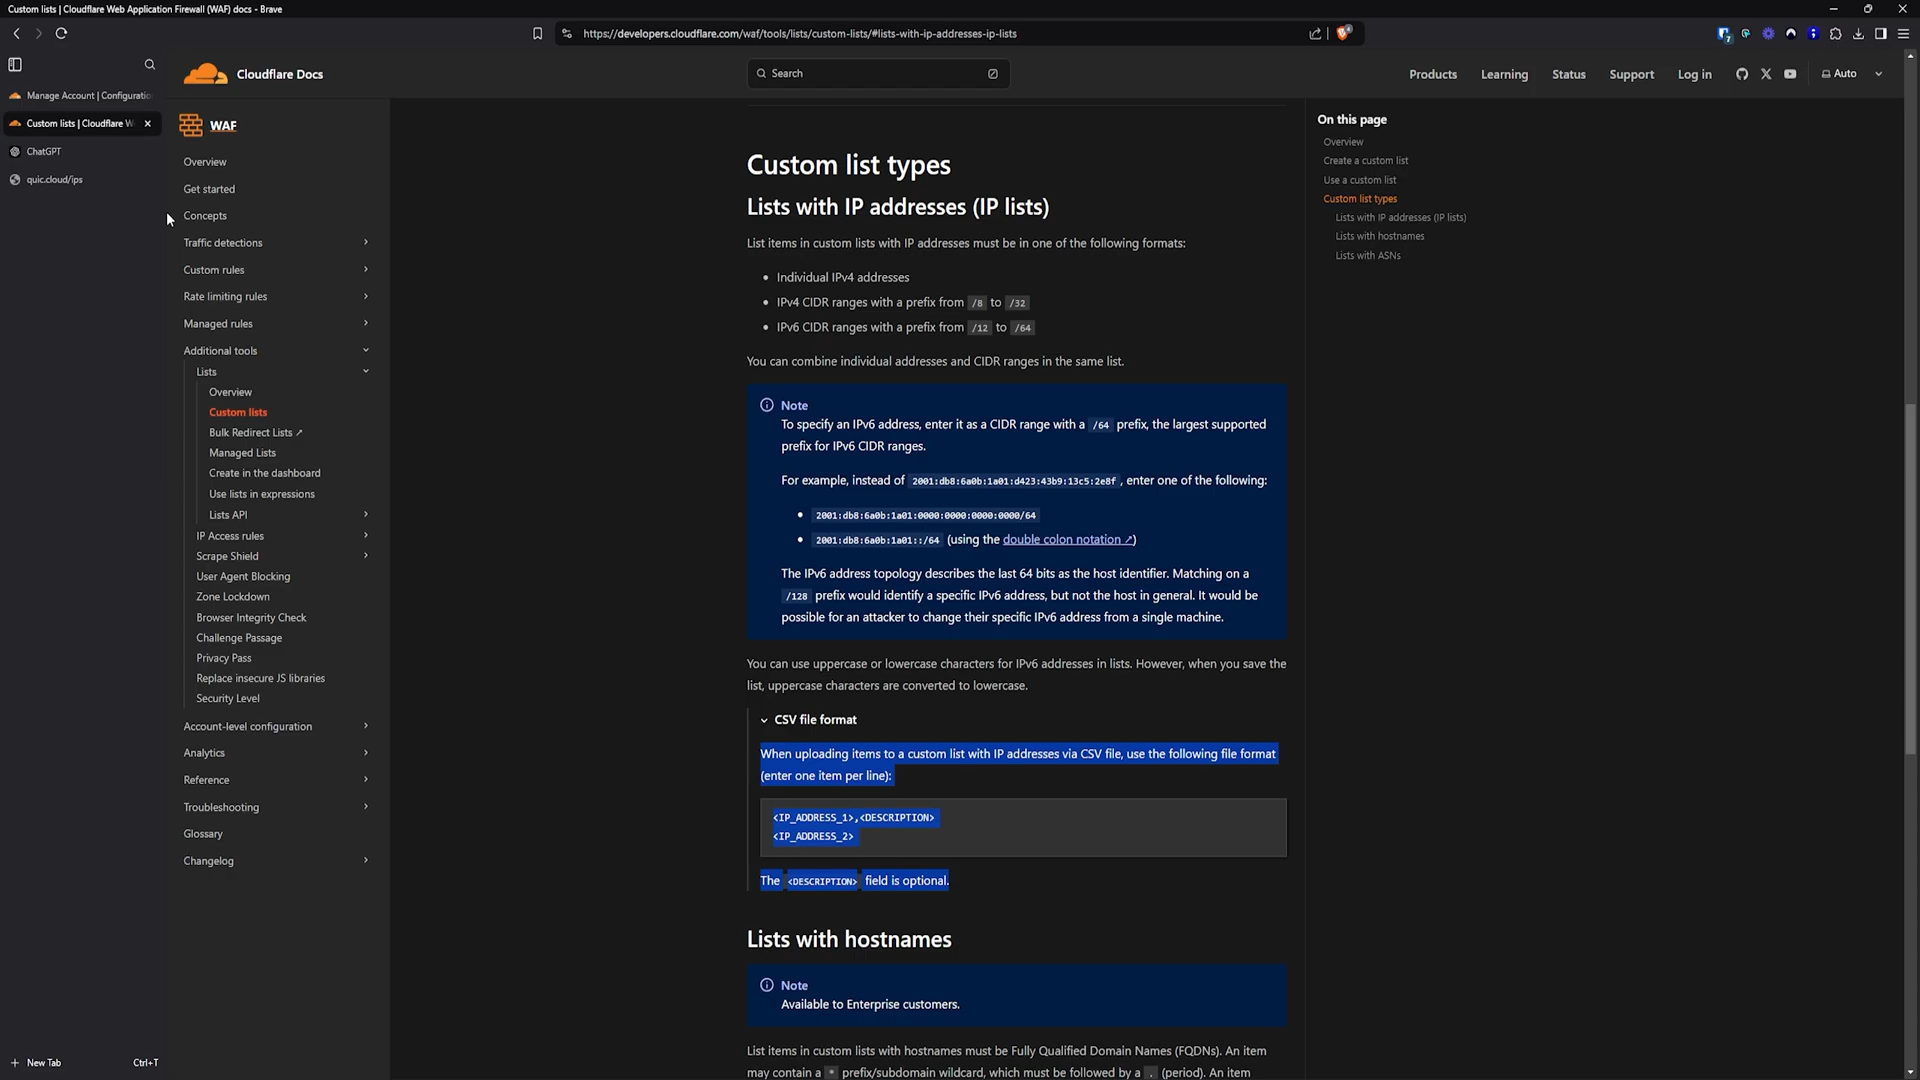 Custom lists | Cloudflare Web Application Firewall (WAF) docs - Brave
https://developers.cloudflare.com/waf/tools/lists/custom-lists/#lists-with-ip-addresses-ip-lists
Manage Account | Configuratio
Custom lists | Cloudflare W
ChatGPT
quic.cloud/ips
New Tab
Ctrl+T
Cloudflare Docs
Search
Products
Learning
Status
Support
Log in
Auto
WAF
Overview
Get started
Concepts
Traffic detections
Custom rules
Rate limiting rules
Managed rules
Additional tools
Lists
Overview
Custom lists
Bulk Redirect Lists ↗
Managed Lists
Create in the dashboard
Use lists in expressions
Lists API
IP Access rules
Scrape Shield
User Agent Blocking
Zone Lockdown
Browser Integrity Check
Challenge Passage
Privacy Pass
Replace insecure JS libraries
Security Level
Account-level configuration
Analytics
Reference
Troubleshooting
Glossary
Changelog
Custom list types
Lists with IP addresses (IP lists)
List items in custom lists with IP addresses must be in one of the following formats:
• Individual IPv4 addresses
• IPv4 CIDR ranges with a prefix from /8 to /32
• IPv6 CIDR ranges with a prefix from /12 to /64
You can combine individual addresses and CIDR ranges in the same list.
Note
To specify an IPv6 address, enter it as a CIDR range with a /64 prefix, the largest supported
prefix for IPv6 CIDR ranges.
For example, instead of 2001:db8:6a0b:1a01:d423:43b9:13c5:2e8f , enter one of the following:
• 2001:db8:6a0b:1a01:0000:0000:0000:0000/64
• 2001:db8:6a0b:1a01::/64 (using the double colon notation ↗)
The IPv6 address topology describes the last 64 bits as the host identifier. Matching on a
/128 prefix would identify a specific IPv6 address, but not the host in general. It would be
possible for an attacker to change their specific IPv6 address from a single machine.
You can use uppercase or lowercase characters for IPv6 addresses in lists. However, when you save the
list, uppercase characters are converted to lowercase.
CSV file format
When uploading items to a custom list with IP addresses via CSV file, use the following file format
(enter one item per line):
<IP_ADDRESS_1>,<DESCRIPTION>
<IP_ADDRESS_2>
The <DESCRIPTION> field is optional.
Lists with hostnames
Note
Available to Enterprise customers.
List items in custom lists with hostnames must be Fully Qualified Domain Names (FQDNs). An item
may contain a * prefix/subdomain wildcard, which must be followed by a . (period). An item
On this page
Overview
Create a custom list
Use a custom list
Custom list types
Lists with IP addresses (IP lists)
Lists with hostnames
Lists with ASNs